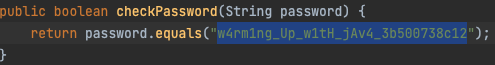 public boolean checkPassword(String password) {
return password.equals("w4rm1ng_Up_w1tH_jAv4_3b500738c12");
}